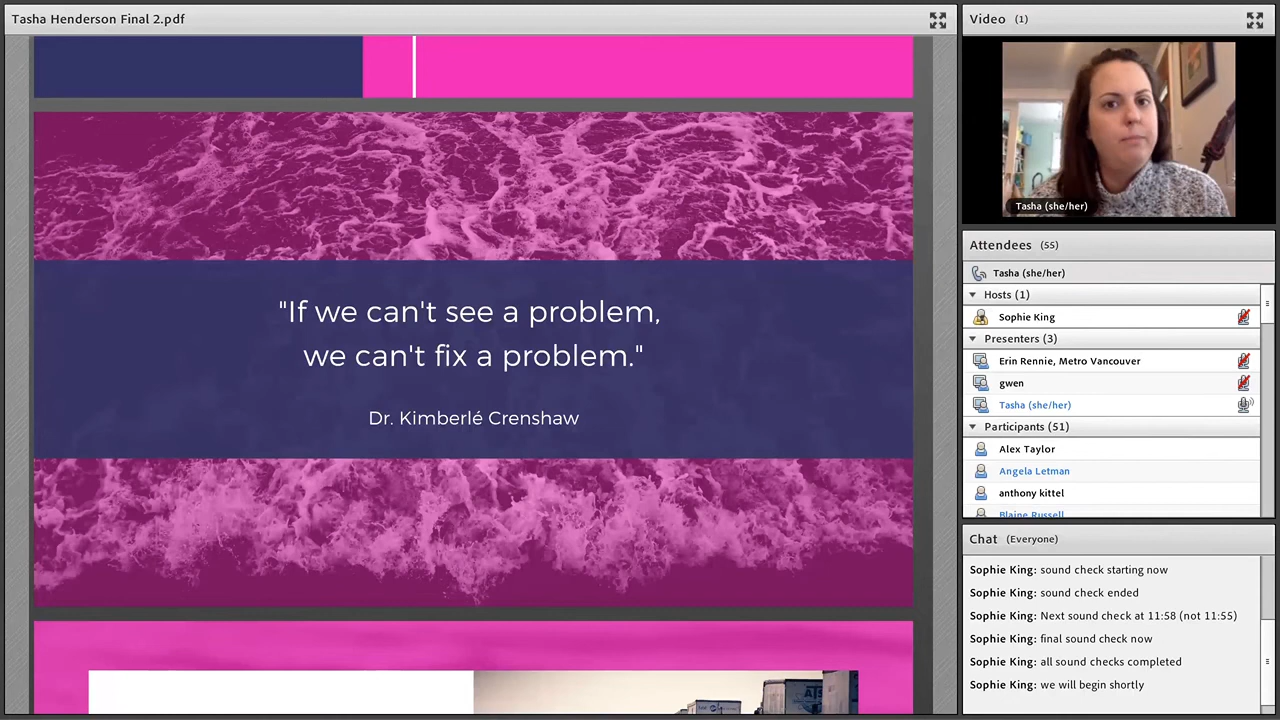 Tasha Henderson Final 2.pdf
"If we can't see a problem,
we can't fix a problem."
Dr. Kimberlé Crenshaw
Video (1)
Tasha (she/her)
Attendees (55)
Tasha (she/her)
Hosts (1)
Sophie King
Presenters (3)
Erin Rennie, Metro Vancouver
gwen
Tasha (she/her)
Participants (51)
Alex Taylor
Angela Letman
anthony kittel
Blaine Russell
Chat (Everyone)
Sophie King: sound check starting now
Sophie King: sound check ended
Sophie King: Next sound check at 11:58 (not 11:55)
Sophie King: final sound check now
Sophie King: all sound checks completed
Sophie King: we will begin shortly